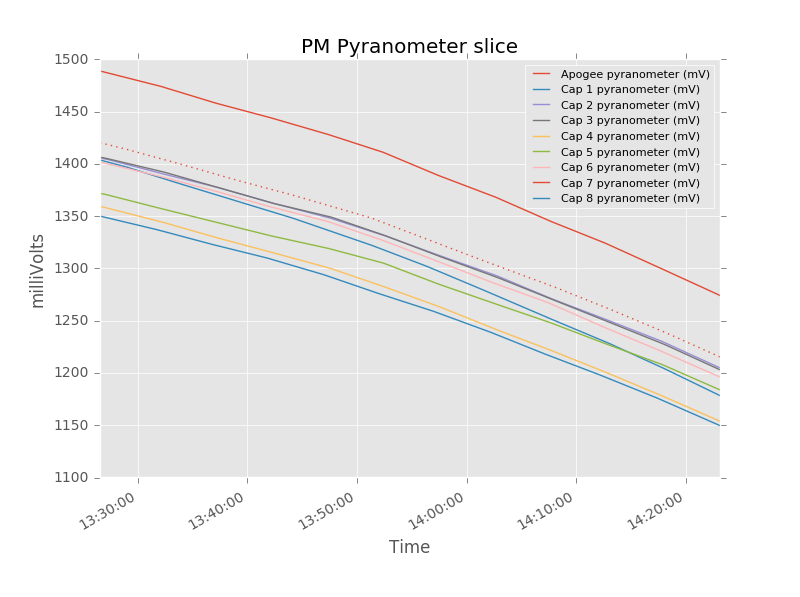 PM Pyranometer slice
1500
1450
1400
1350
1300
1250
1200
1150
1100
milliVolts
Apogee pyranometer (mV)
Cap 1 pyranometer (mV)
Cap 2 pyranometer (mV)
Cap 3 pyranometer (mV)
Cap 4 pyranometer (mV)
Cap 5 pyranometer (mV)
Cap 6 pyranometer (mV)
Cap 7 pyranometer (mV)
Cap 8 pyranometer (mV)
13:30:00
13:40:00
13:50:00
14:00:00
14:10:00
14:20:00
Time